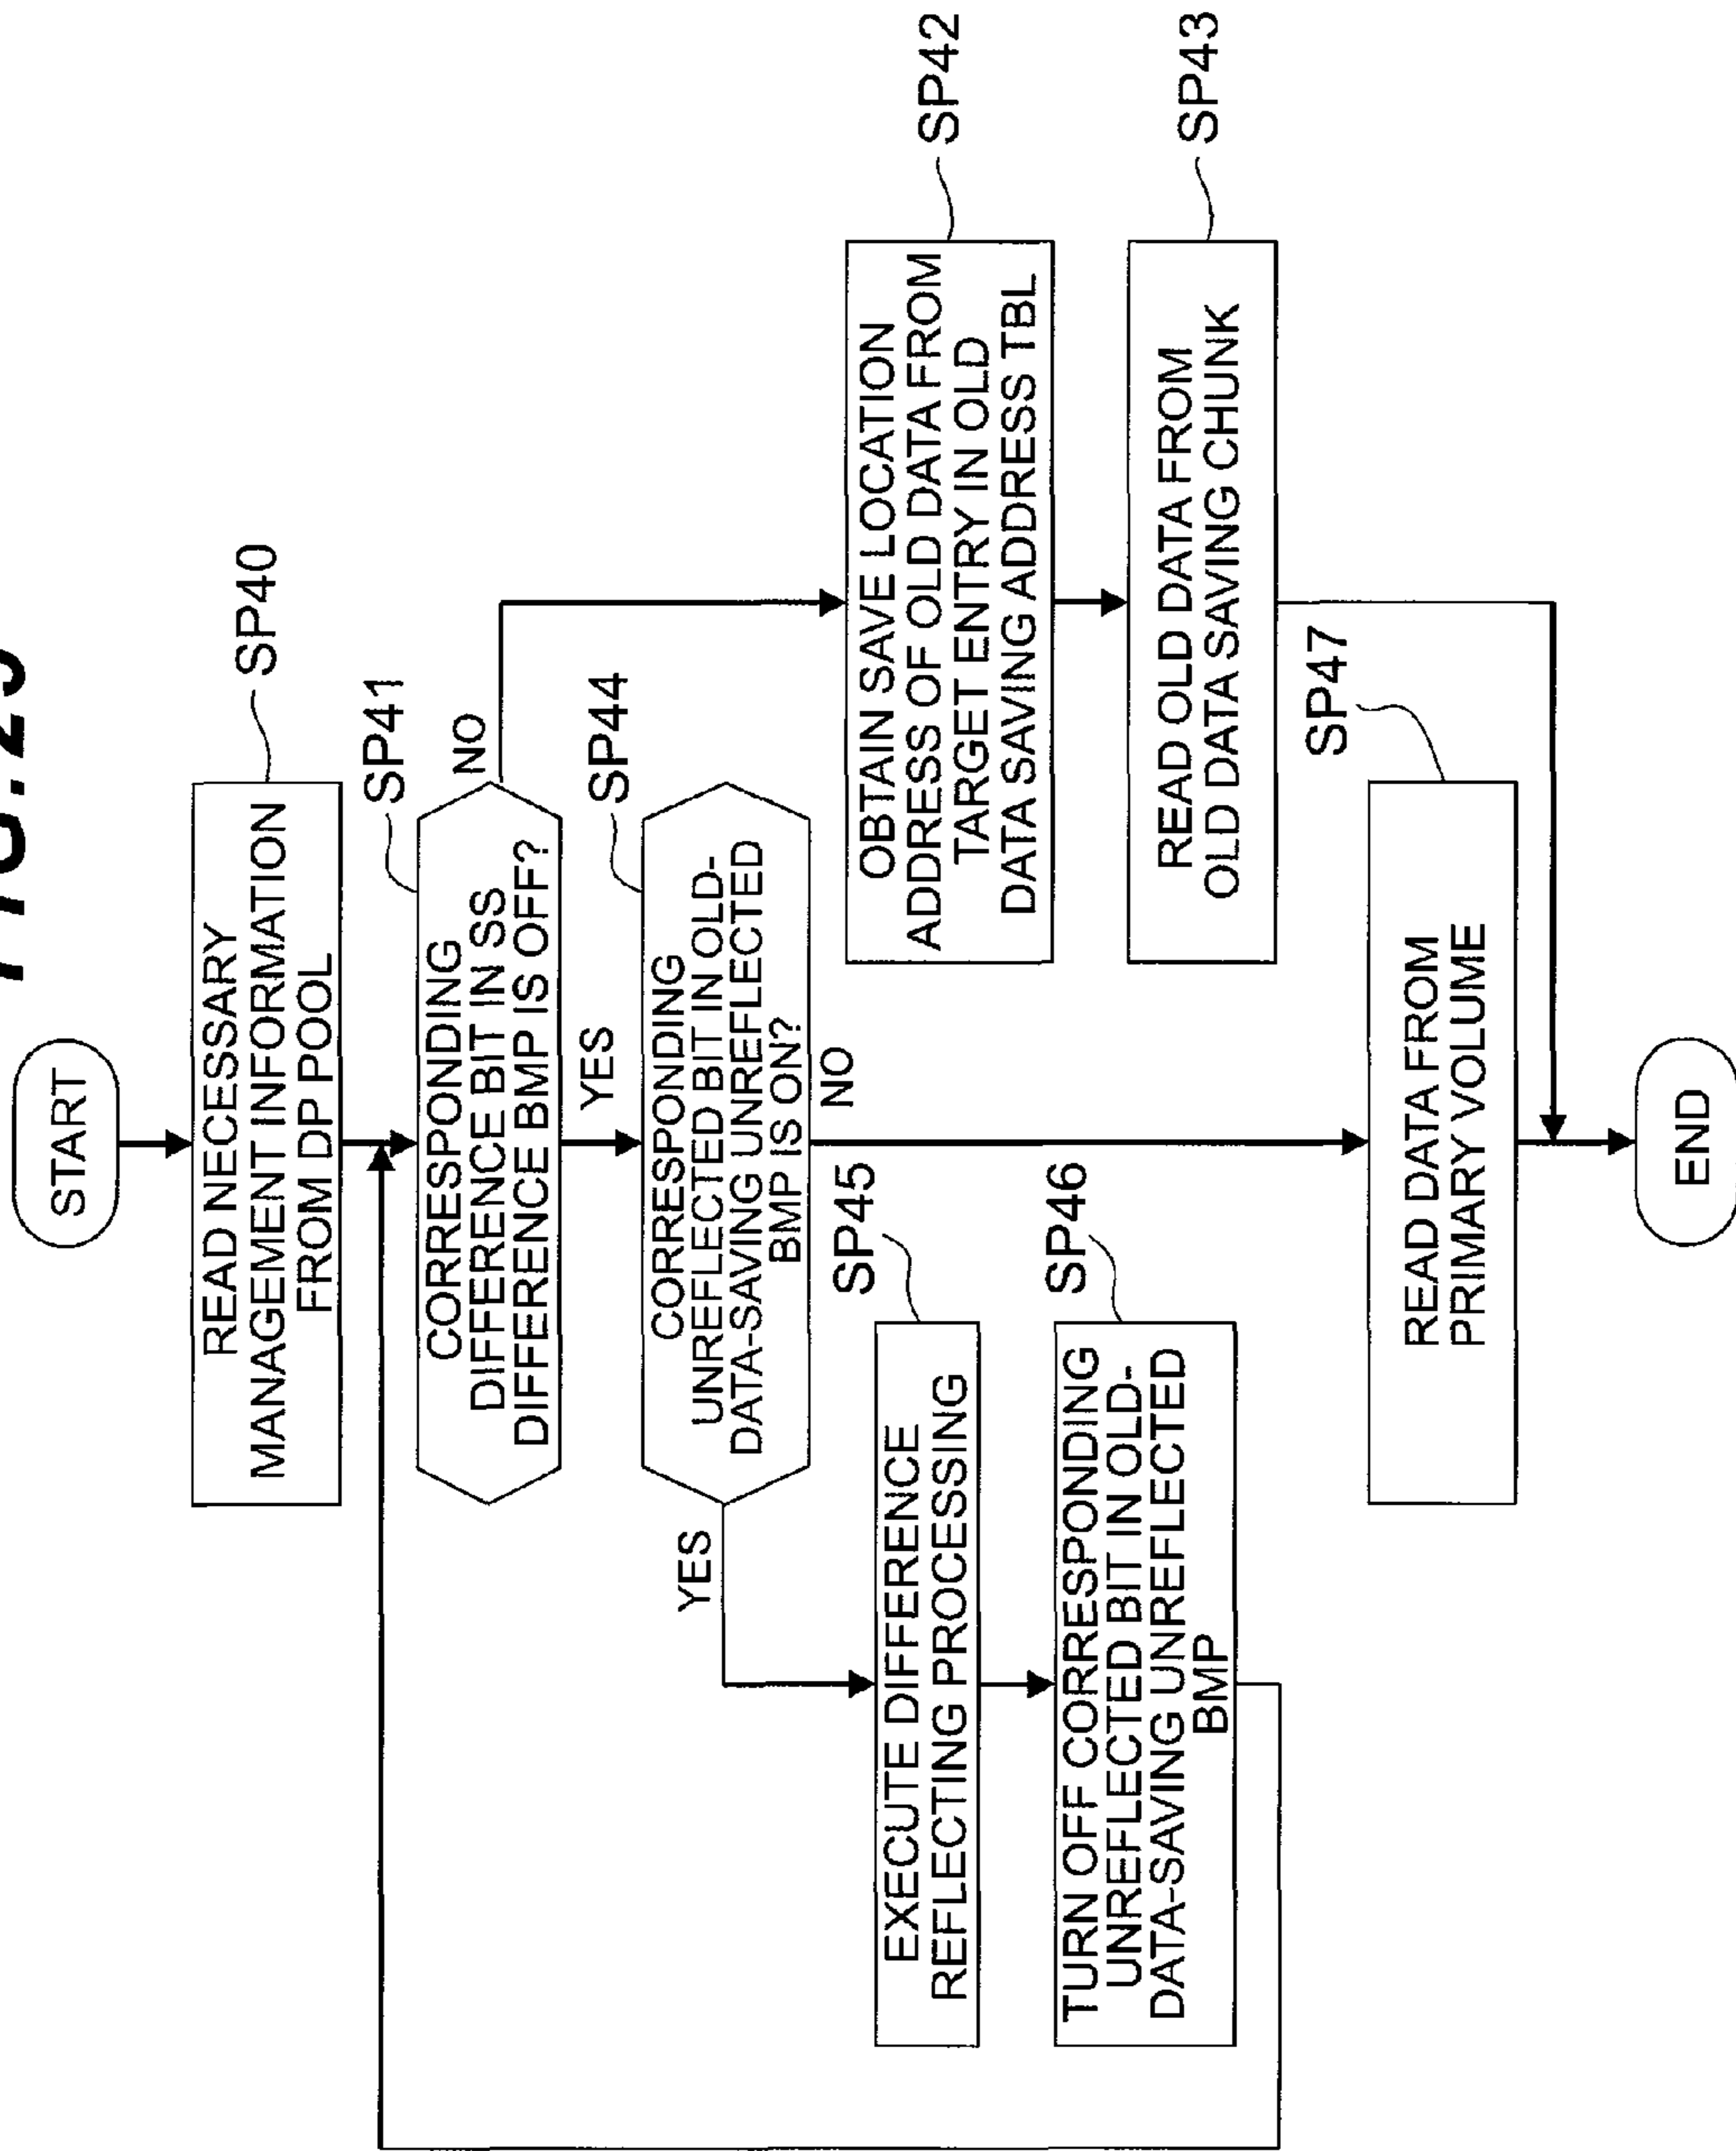 START
READ NECESSARY
MANAGEMENT INFORMATION
FROM DP POOL
SP40
CORRESPONDING
DIFFERENCE BIT IN SS
DIFFERENCE BMP IS OFF?
SP41
NO
YES
CORRESPONDING
UNREFLECTED BIT IN OLD-
DATA-SAVING UNREFLECTED
BMP IS ON?
SP44
YES
NO
EXECUTE DIFFERENCE
REFLECTING PROCESSING
SP45
TURN OFF CORRESPONDING
UNREFLECTED BIT IN OLD-
DATA-SAVING UNREFLECTED
BMP
SP46
OBTAIN SAVE LOCATION
ADDRESS OF OLD DATA FROM
TARGET ENTRY IN OLD
DATA SAVING ADDRESS TBL
SP42
READ OLD DATA FROM
OLD DATA SAVING CHUNK
SP43
READ DATA FROM
PRIMARY VOLUME
SP47
END